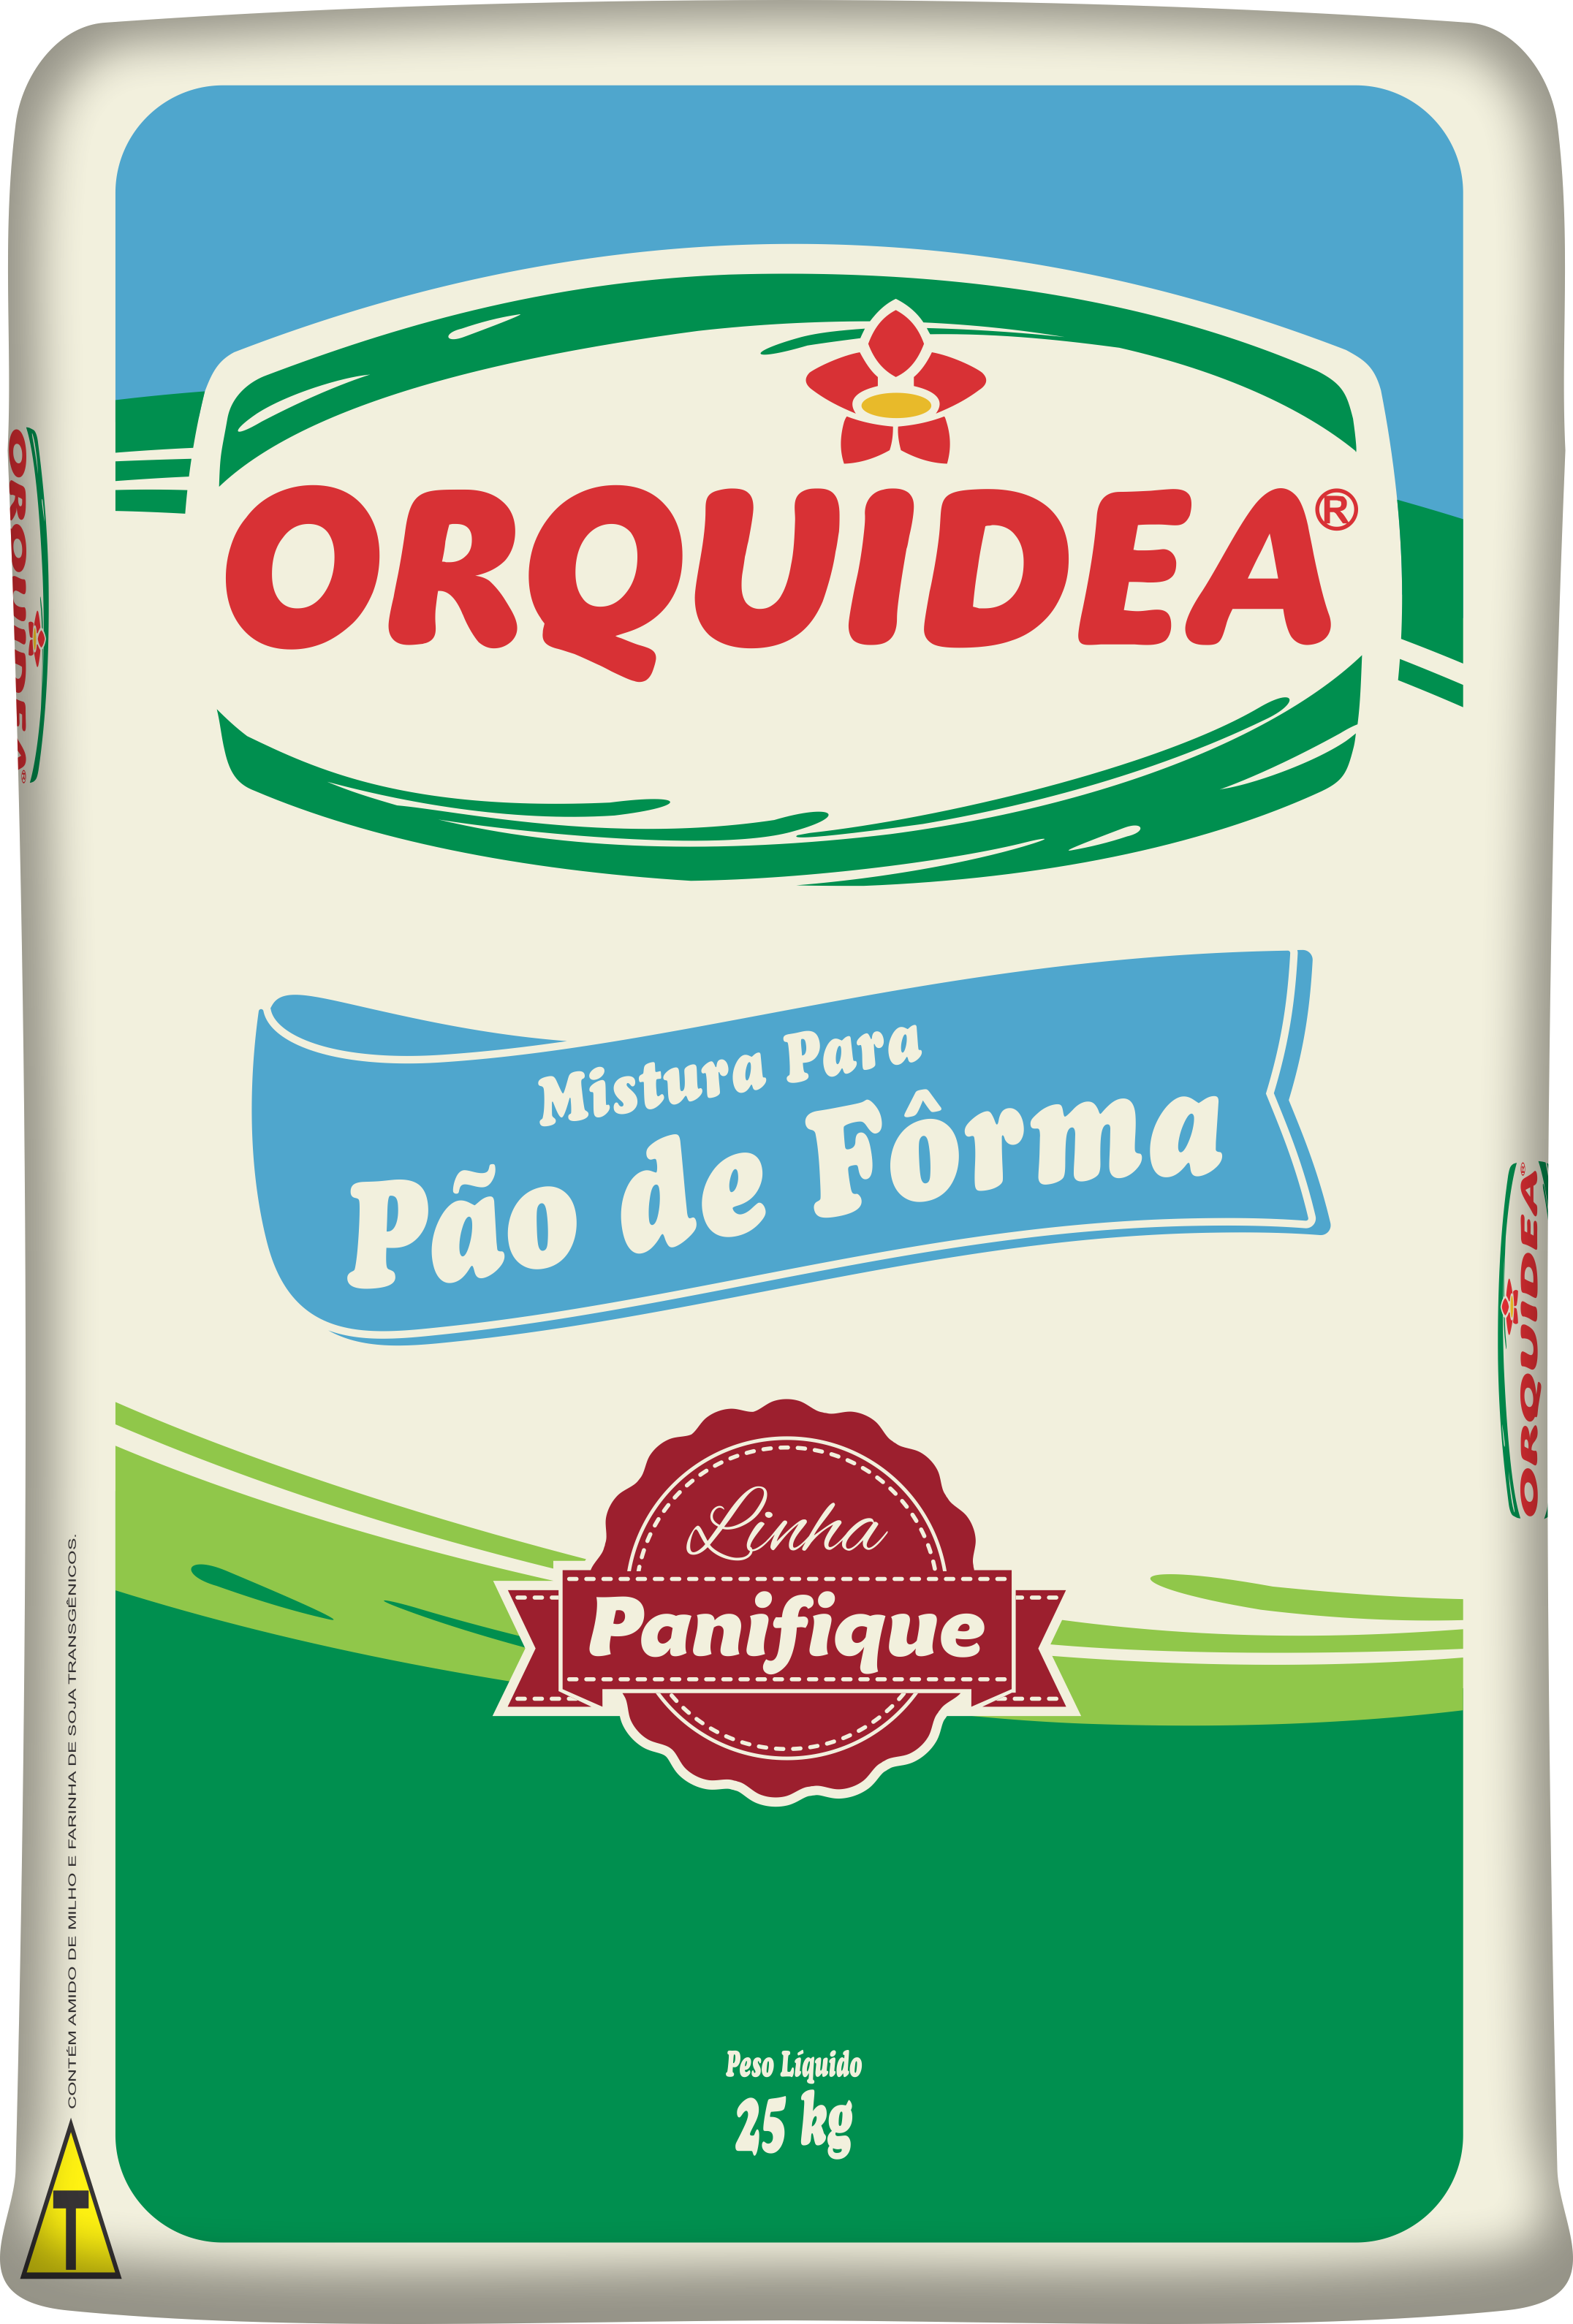 ORQUIDEA®
Mistura Para
Pão de Fôrma
Linha
Panifique
Peso Líquido
25 kg
CONTÉM AMIDO DE MILHO E FARINHA DE SOJA TRANSGÊNICOS.
T
ORQUIDEA®
ORQUIDEA®